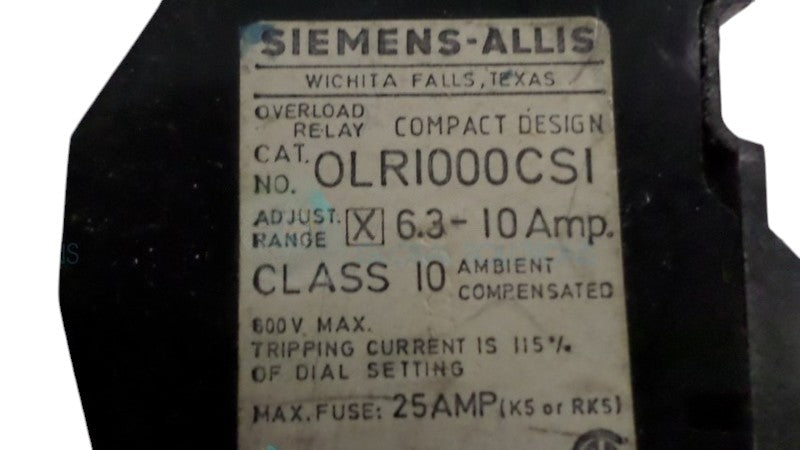 SIEMENS-ALLIS
WICHITA FALLS, TEXAS
OVERLOAD RELAY COMPACT DESIGN
CAT. NO. OLR1000CS1
ADJUST. RANGE [X] 6.3-10 Amp.
CLASS 10 AMBIENT COMPENSATED
600V MAX.
TRIPPING CURRENT IS 115%
OF DIAL SETTING
MAX. FUSE: 25AMP (K5 or RK5)